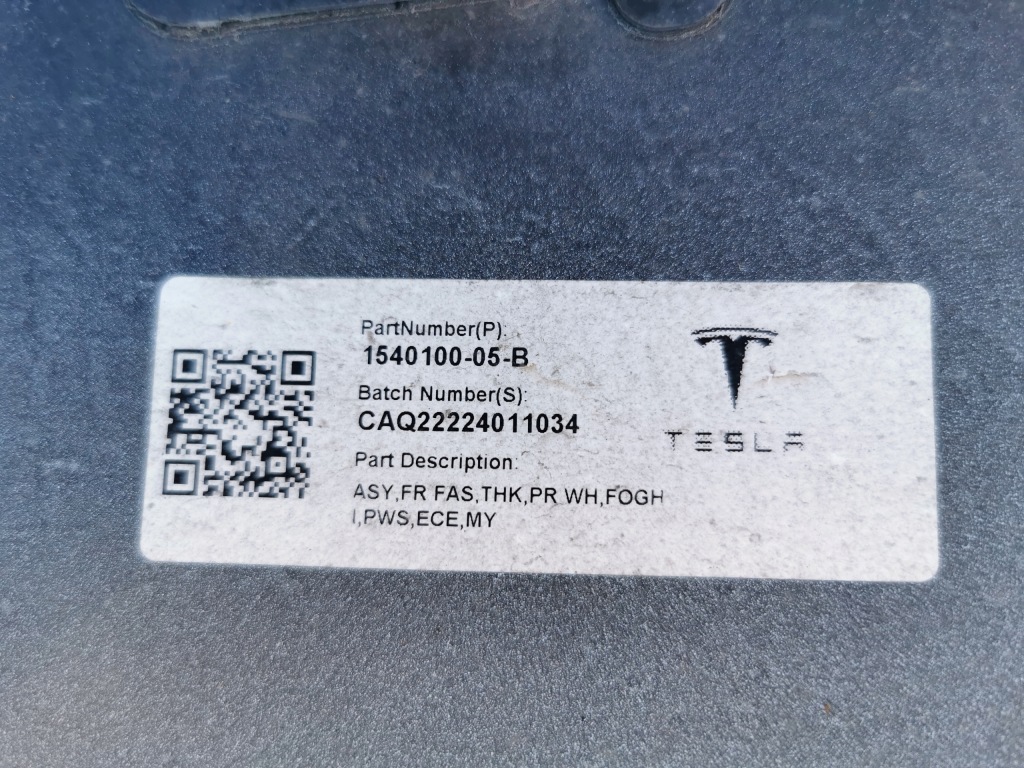 PartNumber(P):
1540100-05-B
Batch Number(S):
CAQ22224011034
Part Description:
ASY,FR FAS,THK,PR WH,FOGH
I,PWS,ECE,MY
TESLA